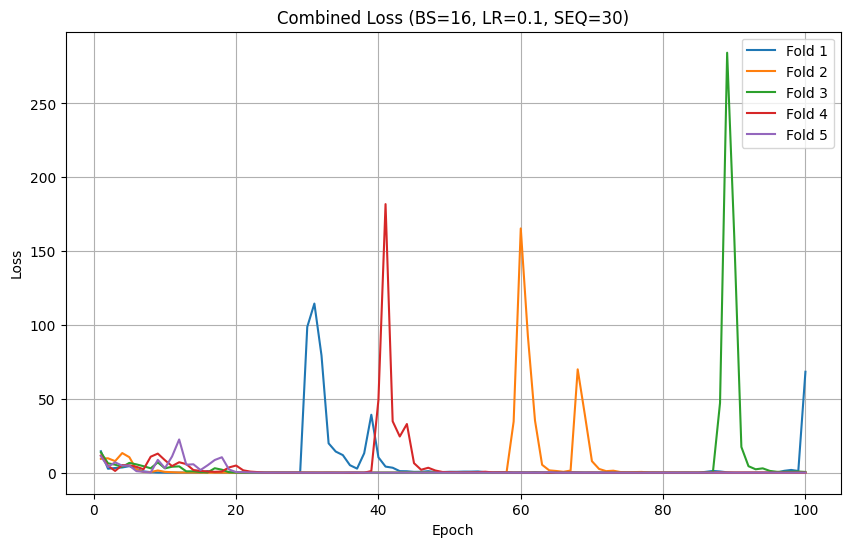 Combined Loss (BS=16, LR=0.1, SEQ=30)
Fold 1
Fold 2
Fold 3
Fold 4
Fold 5
Loss
250
200
150
100
50
0
0 20 40 60 80 100
Epoch